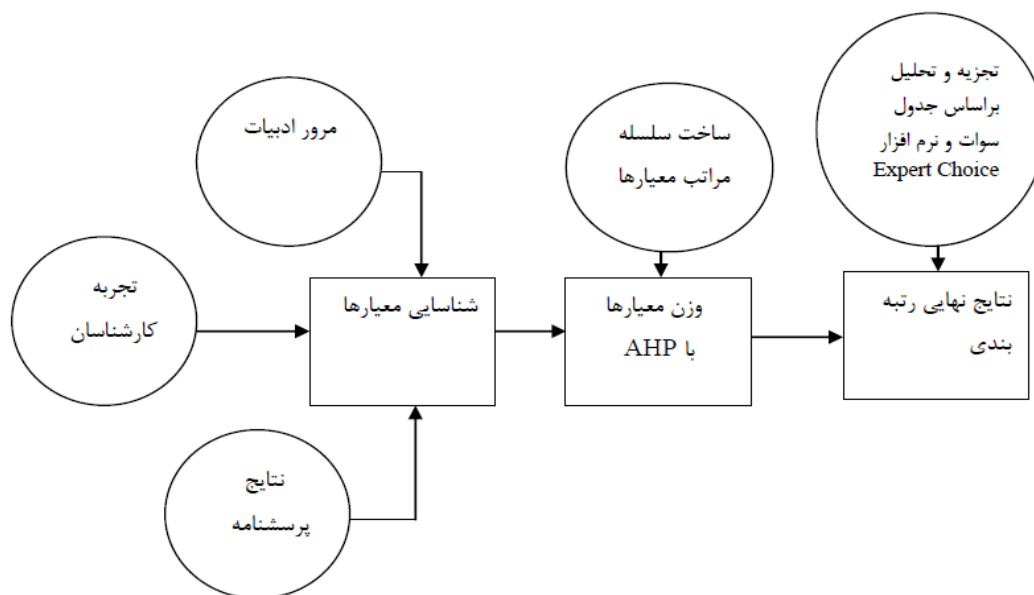 مرور ادبیات
تجربه
کارشناسان
نتایج
پرسشنامه
شناسایی معیارها
ساخت سلسله
مراتب معیارها
وزن معیارها
با AHP
تجزیه و تحلیل
براساس جدول
سوات و نرم افزار
Expert Choice
نتایج نهایی رتبه
بندی